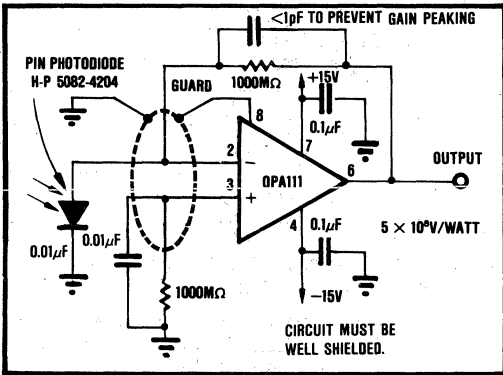 <1pF TO PREVENT GAIN PEAKING
PIN PHOTODIODE
H-P 5082-4204
GUARD
1000MΩ
+15V
8
0.1μF
7
2
−
OPA111
6
OUTPUT
3
+
4
0.1μF
5 × 10⁸V/WATT
0.01μF
0.01μF
1000MΩ
−15V
CIRCUIT MUST BE
WELL SHIELDED.